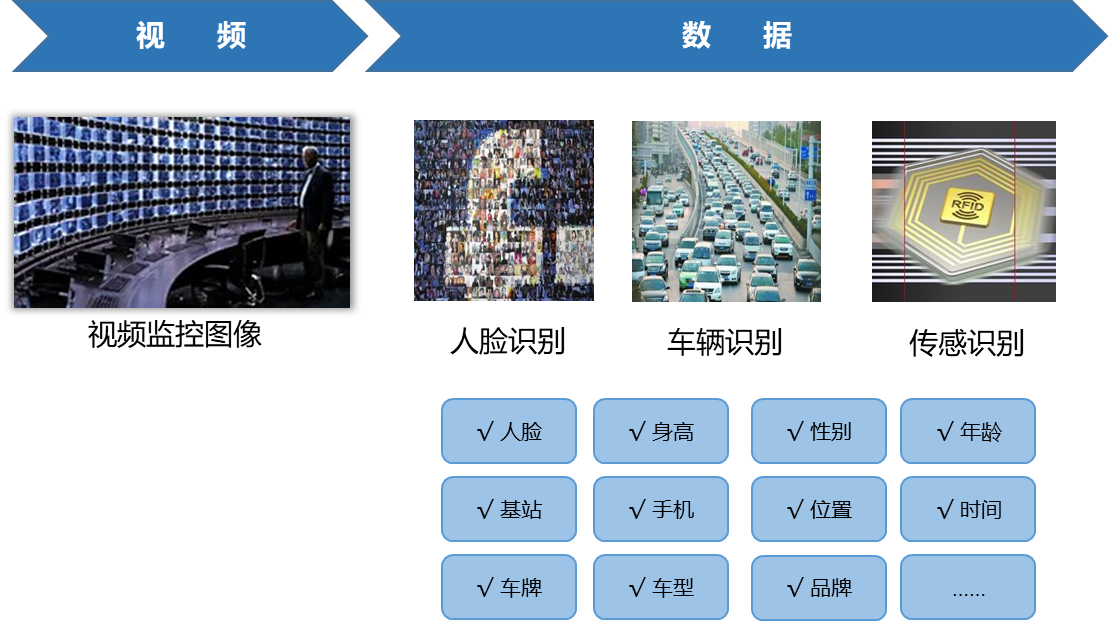 视 频
数 据
RFID
视频监控图像
人脸识别
车辆识别
传感识别
√ 人脸
√ 身高
√ 性别
√ 年龄
√ 基站
√ 手机
√ 位置
√ 时间
√ 车牌
√ 车型
√ 品牌
……